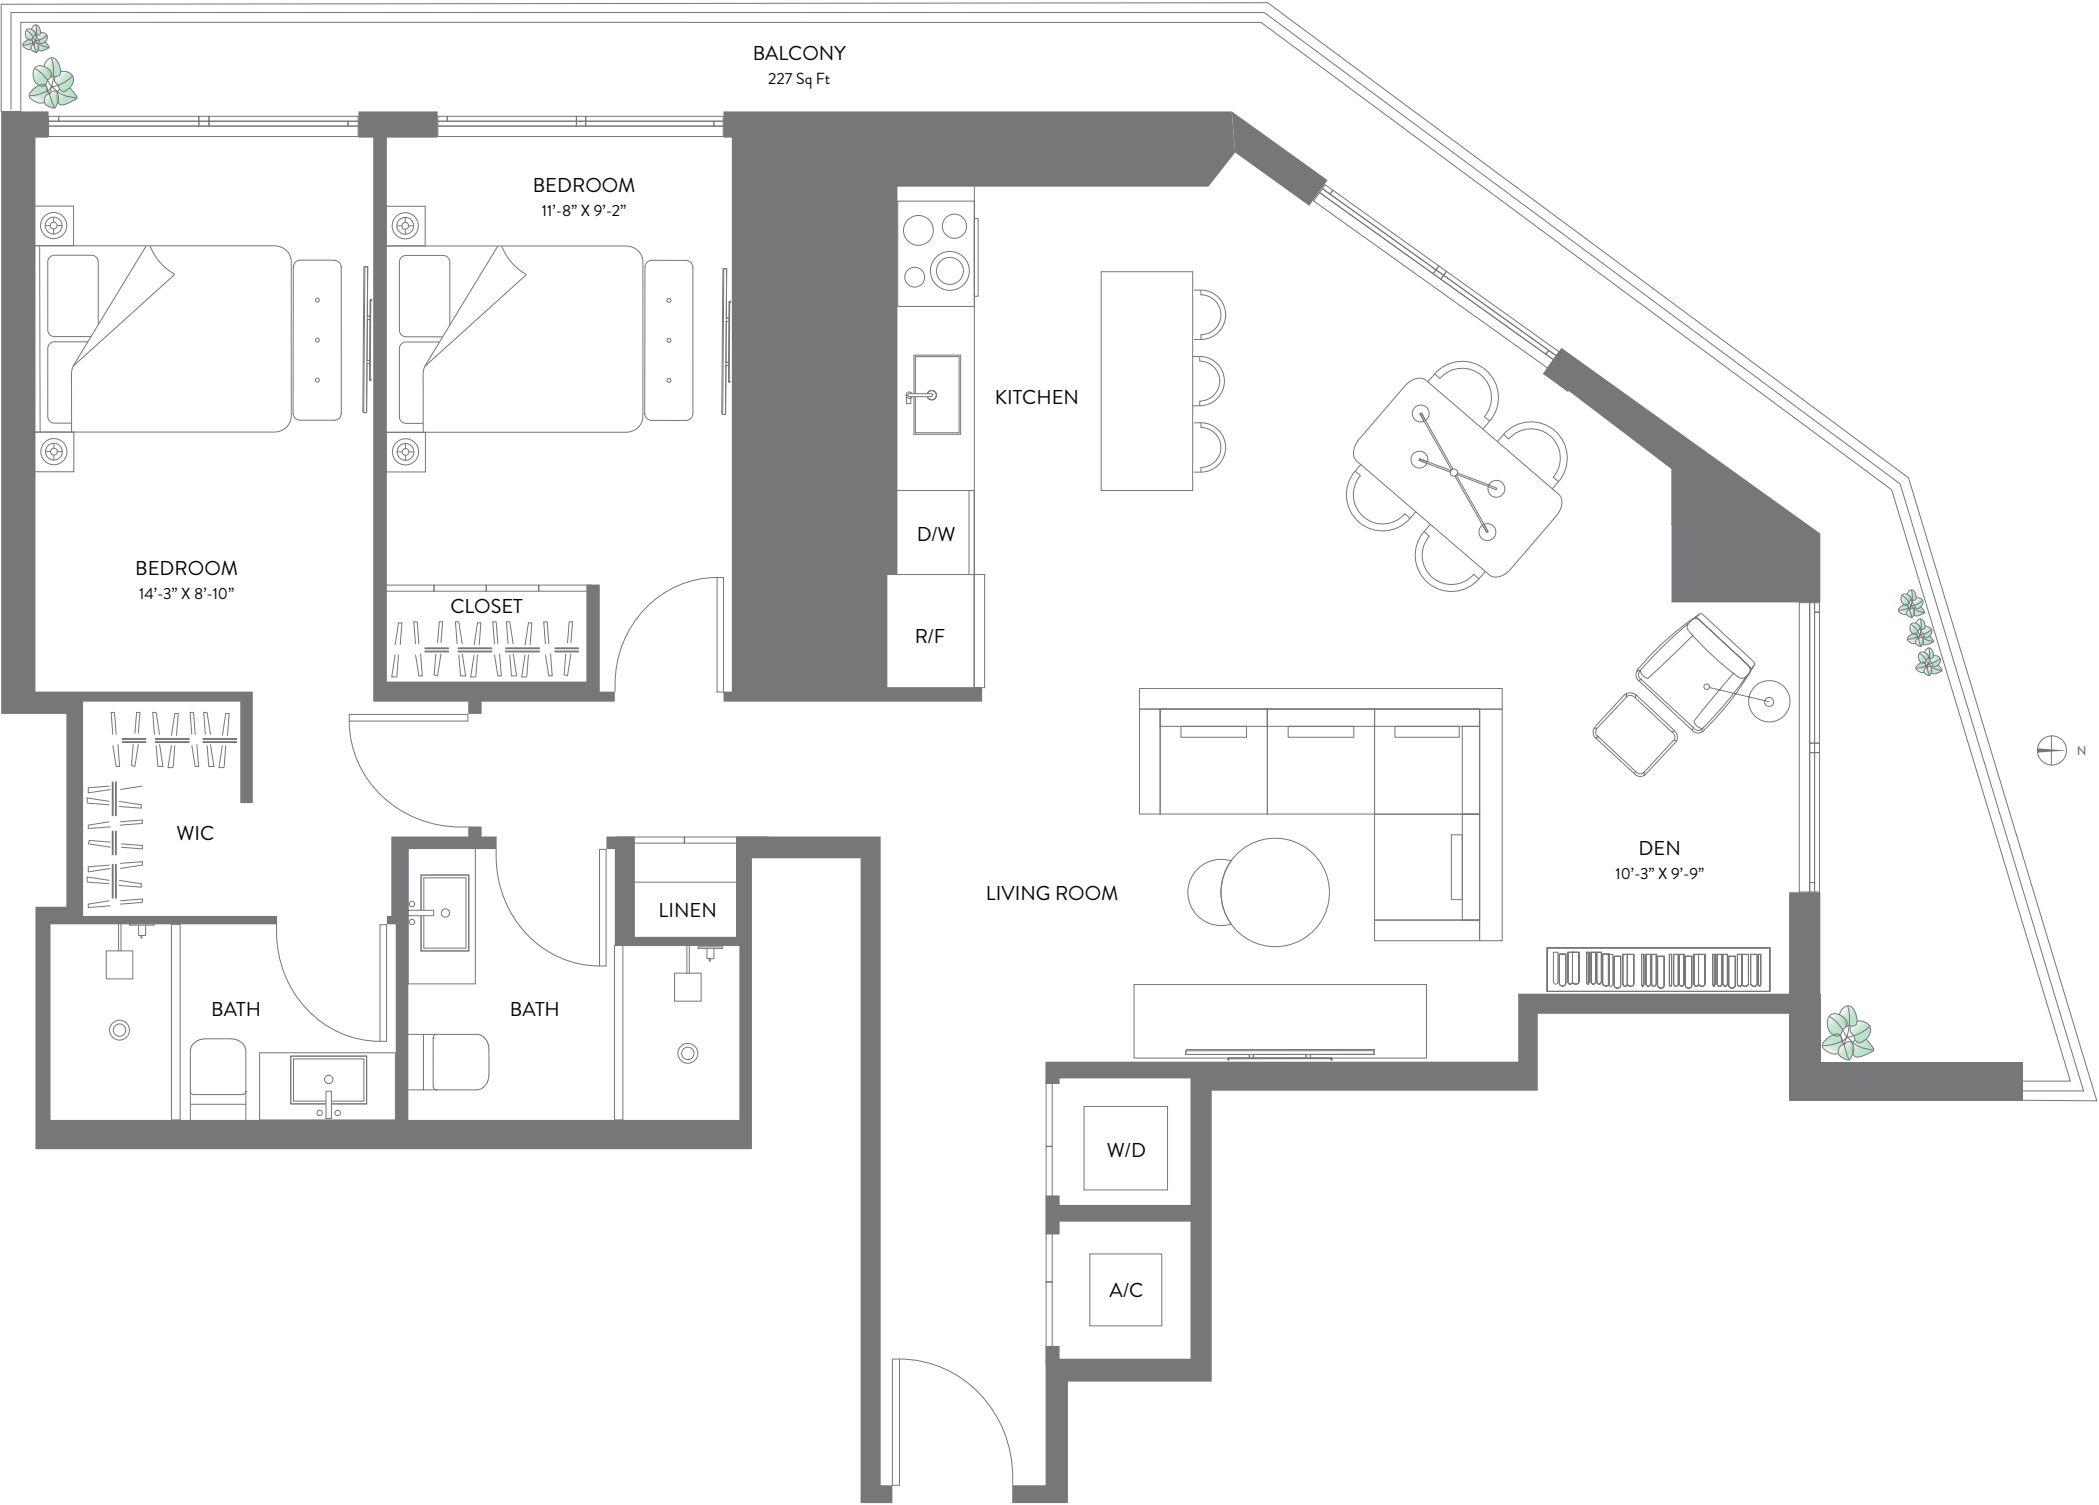 BALCONY
227 Sq Ft
BEDROOM
11’-8” X 9’-2”
KITCHEN
D/W
BEDROOM
14’-3” X 8’-10”
CLOSET
R/F
N
WIC
DEN
10’-3” X 9’-9”
LIVING ROOM
LINEN
BATH
BATH
W/D
A/C